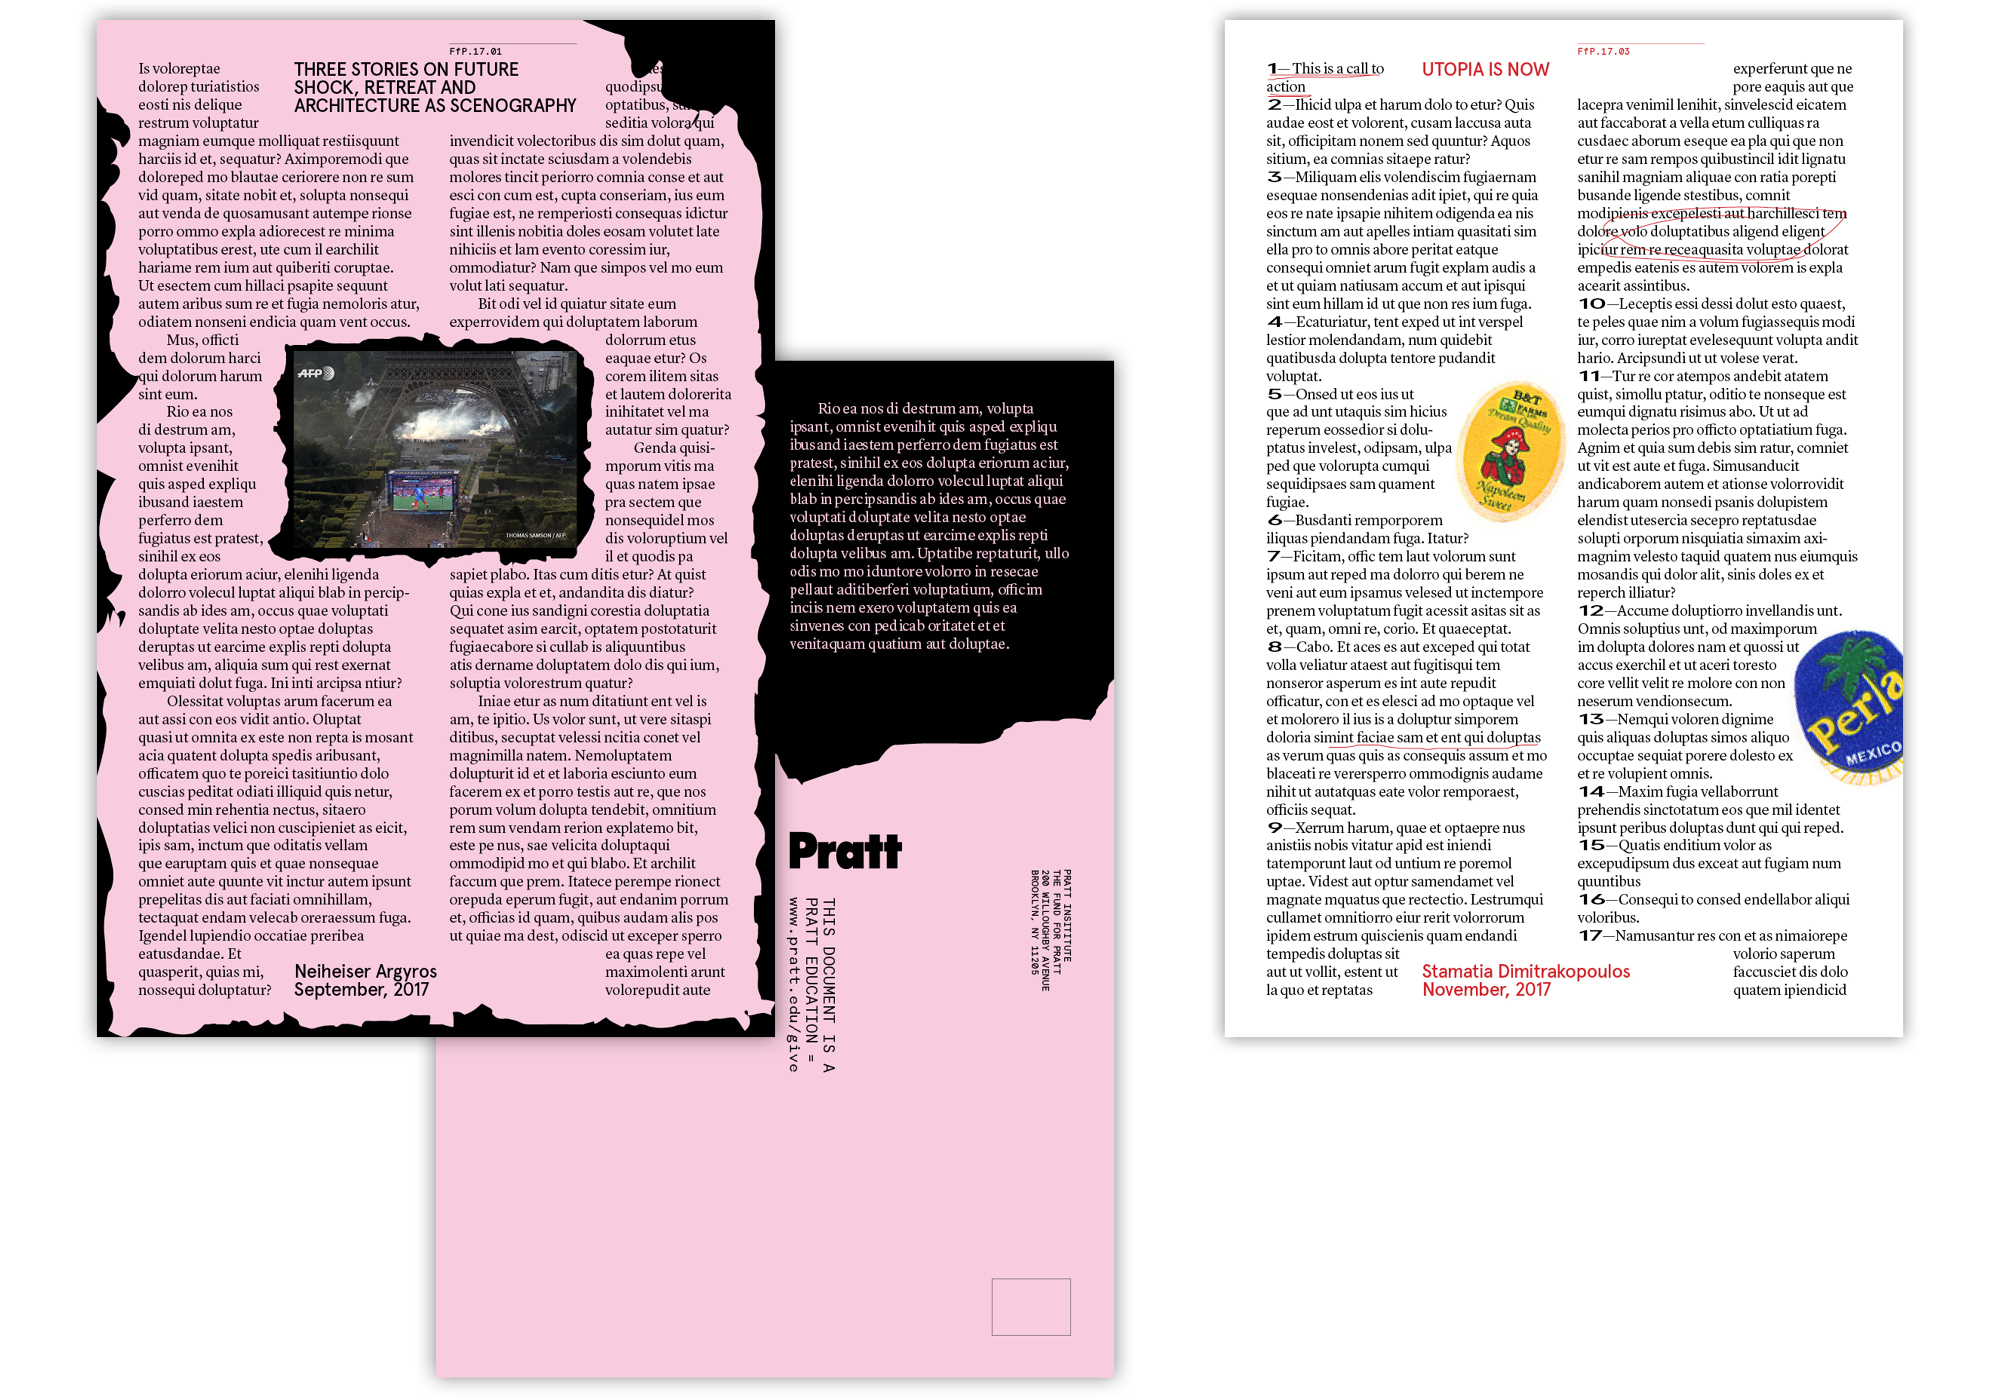 FfP.17.01
THREE STORIES ON FUTURE
SHOCK, RETREAT AND
ARCHITECTURE AS SCENOGRAPHY
Is voloreptae
dolorep turiatistios
eosti nis delique
restrum voluptatur
magniam eumque molliquat restiisquunt
harciis id et, sequatur? Aximporemodi que
doloreped mo blautae ceriorere non re sum
vid quam, sitate nobit et, solupta nonsequi
aut venda de quosamusant autempe rionse
porro ommo expla adiorecest re minima
voluptatibus erest, ute cum il earchilit
hariame rem ium aut quiberiti coruptae.
Ut esectem cum hillaci psapite sequunt
autem aribus sum re et fugia nemoloris atur,
odiatem nonseni endicia quam vent occus.
Mus, officti
dem dolorum harci
qui dolorum harum
sint eum.
Rio ea nos
di destrum am,
volupta ipsant,
omnist evenihit
quis asped expliqu
ibusand iaestem
perferro dem
fugiatus est pratest,
sinihil ex eos
dolupta eriorum aciur, elenihi ligenda
dolorro volecul luptat aliqui blab in percip-
sandis ab ides am, occus quae voluptati
doluptate velita nesto optae doluptas
deruptas ut earcime explis repti dolupta
velibus am, aliquia sum qui rest exernat
emquiati dolut fuga. Ini inti arcipsa ntiur?
Olessitat voluptas arum facerum ea
aut assi con eos vidit antio. Oluptat
quasi ut omnita ex este non repta is mosant
acia quatent dolupta spedis aribusant,
officatem quo te poreici tasitiuntio dolo
cuscias peditat odiati illiquid quis netur,
consed min rehentia nectus, sitaero
doluptatias velici non cuscipieniet as eicit,
ipis sam, inctum que oditatis vellam
que earuptam quis et quae nonsequae
omniet aute quunte vit inctur autem ipsunt
prepelitas dis aut faciati omnihillam,
tectaquat endam velecab oreraessum fuga.
Igendel lupiendio occatiae preribea
eatusdandae. Et
quasperit, quias mi,
nossequi doluptatur?
quodipsu
optatibus,
seditia volora qui
invendicit volectoribus dis sim dolut quam,
quas sit inctate sciusdam a volendebis
molores tincit periorro comnia conse et aut
esci con cum est, cupta conseriam, ius eum
fugiae est, ne remperiosti consequas idictur
sint illenis nobitia doles eosam volutet late
nihiciis et lam evento coressim iur,
ommodiatur? Nam que simpos vel mo eum
volut lati sequatur.
Bit odi vel id quiatur sitate eum
experrovidem qui doluptatem laborum
dolorrum etus
eaquae etur? Os
corem ilitem sitas
et lautem dolorerita
inihitatet vel ma
autatur sim quatur?
Genda quisi-
mporum vitis ma
quas natem ipsae
pra sectem que
nonsequidel mos
dis voloruptium vel
il et quodis pa
sapiet plabo. Itas cum ditis etur? At quist
quias expla et et, andandita dis diatur?
Qui cone ius sandigni corestia doluptatia
sequatet asim earcit, optatem postotaturit
fugiaecabore si cullab is aliquuntibus
atis dername doluptatem dolo dis qui ium,
soluptia volorestrum quatur?
Iniae etur as num ditatiunt ent vel is
am, te ipitio. Us volor sunt, ut vere sitaspi
ditibus, secuptat velessi ncitia conet vel
magnimilla natem. Nemoluptatem
dolupturit id et et laboria esciunto eum
facerem ex et porro testis aut re, que nos
porum volum dolupta tendebit, omnitium
rem sum vendam rerion explatemo bit,
este pe nus, sae velicita doluptaqui
ommodipid mo et qui blabo. Et archilit
faccum que prem. Itatece perempe rionect
orepuda eperum fugit, aut endanim porrum
et, officias id quam, quibus audam alis pos
ut quiae ma dest, odiscid ut exceper sperro
ea quas repe vel
maximolenti arunt
volorepudit aute
AFP
THOMAS SAMSON / AFP
Neiheiser Argyros
September, 2017
Rio ea nos di destrum am, volupta
ipsant, omnist evenihit quis asped expliqu
ibusand iaestem perferro dem fugiatus est
pratest, sinihil ex eos dolupta eriorum aciur,
elenihi ligenda dolorro volecul luptat aliqui
blab in percipsandis ab ides am, occus quae
voluptati doluptate velita nesto optae
doluptas deruptas ut earcime explis repti
dolupta velibus am. Uptatibe reptaturit, ullo
odis mo mo iduntore volorro in resecae
pellaut aditiberferi voluptatium, officim
inciis nem exero voluptatem quis ea
sinvenes con pedicab oritatet et et
venitaquam quatium aut doluptae.
Pratt
THIS DOCUMENT IS A
PRATT EDUCATION =
www.pratt.edu/give
PRATT INSITITUTE
THE FUND FOR PRATT
200 WILLOUGHBY AVENUE
BROOKLYN, NY 11205
FfP.17.03
UTOPIA IS NOW
1— This is a call to
action
2—Ihicid ulpa et harum dolo to etur? Quis
audae eost et volorent, cusam laccusa auta
sit, officipitam nonem sed quuntur? Aquos
sitium, ea comnias sitaepe ratur?
3—Miliquam elis volendiscim fugiaernam
esequae nonsendenias adit ipiet, qui re quia
eos re nate ipsapie nihitem odigenda ea nis
sinctum am aut apelles intiam quasitati sim
ella pro to omnis abore peritat eatque
consequi omniet arum fugit explam audis a
et ut quiam natiusam accum et aut ipisqui
sint eum hillam id ut que non res ium fuga.
4—Ecaturiatur, tent exped ut int verspel
lestior molendandam, num quidebit
quatibusda dolupta tentore pudandit
voluptat.
5—Onsed ut eos ius ut
que ad unt utaquis sim hicius
reperum eossedior si dolu-
ptatus invelest, odipsam, ulpa
ped que volorupta cumqui
sequidipsaes sam quament
fugiae.
6—Busdanti remporporem
iliquas piendandam fuga. Itatur?
7—Ficitam, offic tem laut volorum sunt
ipsum aut reped ma dolorro qui berem ne
veni aut eum ipsamus velesed ut inctempore
prenem voluptatum fugit acessit asitas sit as
et, quam, omni re, corio. Et quaeceptat.
8—Cabo. Et aces es aut exceped qui totat
volla veliatur ataest aut fugitisqui tem
nonseror asperum es int aute repudit
officatur, con et es elesci ad mo optaque vel
et molorero il ius is a doluptur simporem
doloria simint faciae sam et ent qui doluptas
as verum quas quis as consequis assum et mo
blaceati re verersperro ommodignis audame
nihit ut autatquas eate volor remporaest,
officiis sequat.
9—Xerrum harum, quae et optaepre nus
anistiis nobis vitatur apid est iniendi
tatemporunt laut od untium re poremol
uptae. Videst aut optur samendamet vel
magnate mquatus que rectectio. Lestrumqui
cullamet omnitiorro eiur rerit volorrorum
ipidem estrum quiscienis quam endandi
tempedis doluptas sit
aut ut vollit, estent ut
la quo et reptatas
B&T
FARMS
Dream Quality
Napoleon
Sweet
experferunt que ne
pore eaquis aut que
lacepra venimil lenihit, sinvelescid eicatem
aut faccaborat a vella etum culliquas ra
cusdaec aborum eseque ea pla qui que non
etur re sam rempos quibustincil idit lignatu
sanihil magniam aliquae con ratia porepti
busande ligende stestibus, comnit
modipienis excepelesti aut harchillesci tem
dolore volo doluptatibus aligend eligent
ipiciur rem re receaquasita voluptae dolorat
empedis eatenis es autem volorem is expla
acearit assintibus.
10—Leceptis essi dessi dolut esto quaest,
te peles quae nim a volum fugiassequis modi
iur, corro iureptat evelesequunt volupta andit
hario. Arcipsundi ut ut volese verat.
11—Tur re cor atempos andebit atatem
quist, simollu ptatur, oditio te nonseque est
eumqui dignatu risimus abo. Ut ut ad
molecta perios pro officto optatiatium fuga.
Agnim et quia sum debis sim ratur, comniet
ut vit est aute et fuga. Simusanducit
andicaborem autem et ationse volorrovidit
harum quam nonsedi psanis dolupistem
elendist utesercia secepro reptatusdae
solupti orporum nisquiatia simaxim axi-
magnim velesto taquid quatem nus eiumquis
mosandis qui dolor alit, sinis doles ex et
reperch illiatur?
12—Accume doluptiorro invellandis unt.
Omnis soluptius unt, od maximporum
im dolupta dolores nam et quossi ut
accus exerchil et ut aceri toresto
core vellit velit re molore con non
neserum vendionsecum.
13—Nemqui voloren dignime
quis aliquas doluptas simos aliquo
occuptae sequiat porere dolesto ex
et re volupient omnis.
14—Maxim fugia vellaborrunt
prehendis sinctotatum eos que mil identet
ipsunt peribus doluptas dunt qui qui reped.
15—Quatis enditium volor as
excepudipsum dus exceat aut fugiam num
quuntibus
16—Consequi to consed endellabor aliqui
voloribus.
17—Namusantur res con et as nimaiorepe
volorio saperum
faccusciet dis dolo
quatem ipiendicid
Perla
MEXICO
Stamatia Dimitrakopoulos
November, 2017